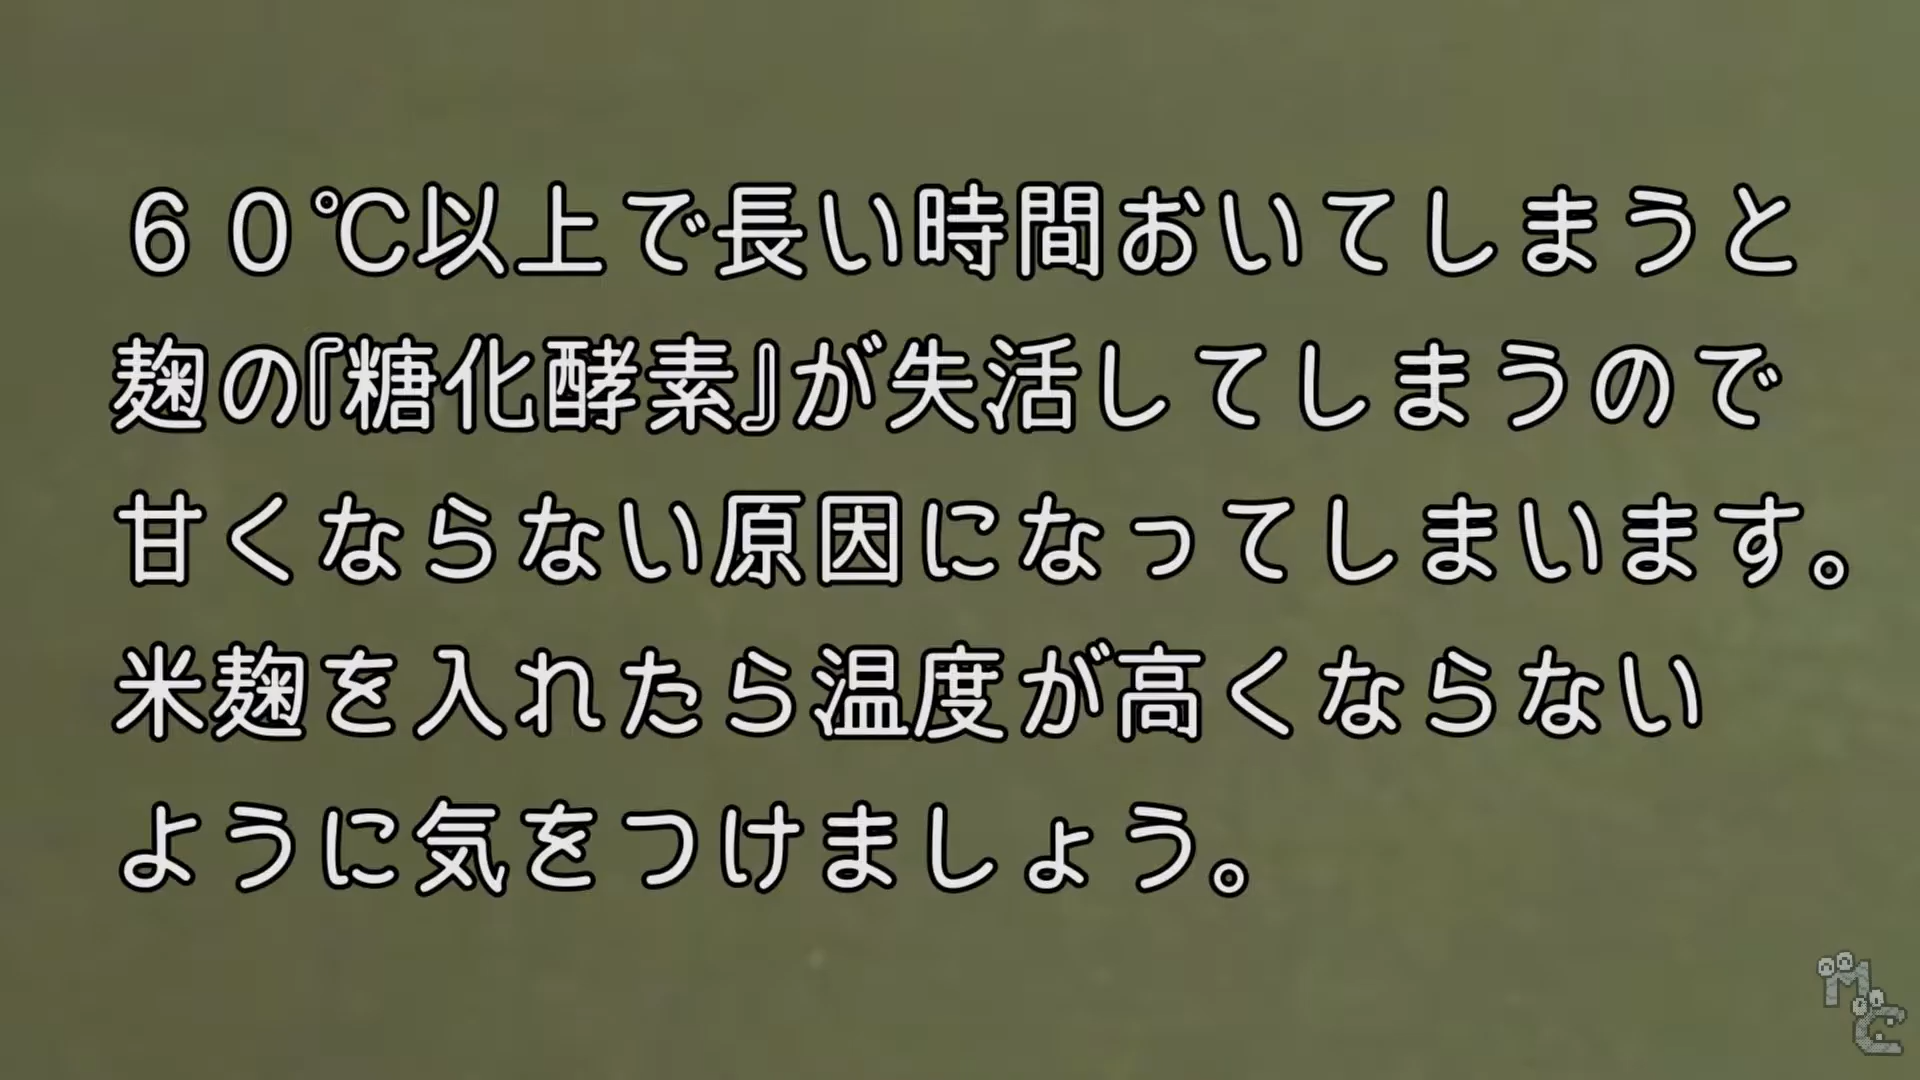 ６０℃以上で長い時間おいてしまうと
麹の『糖化酵素』が失活してしまうので
甘くならない原因になってしまいます。
米麹を入れたら温度が高くならない
ように気をつけましょう。
MC